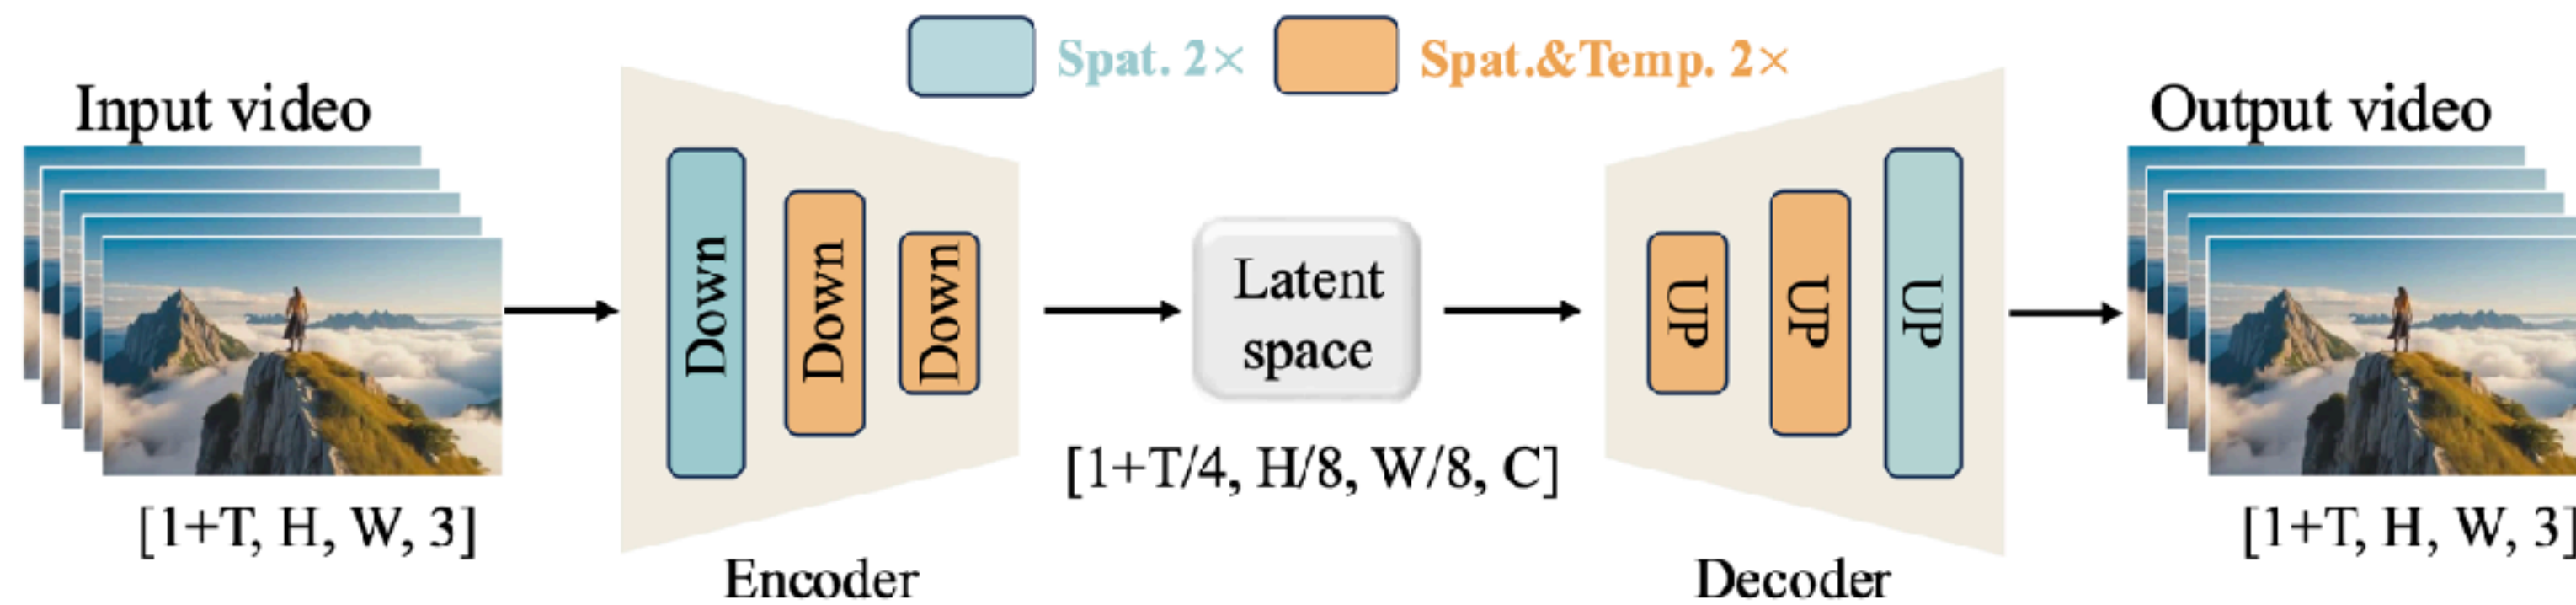 Spat. 2×
Spat.&Temp. 2×
Input video
Output video
Down
Down
Down
Latent
space
UP
UP
UP
[1+T/4, H/8, W/8, C]
[1+T, H, W, 3]
[1+T, H, W, 3]
Encoder
Decoder